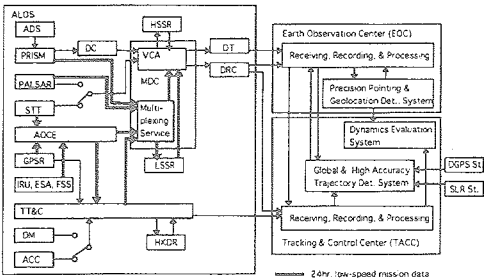 ALOS
ADS
PRISM
PALSAR
STT
AOCE
GPSR
IRU, ESA, FSS
TT&C
DM
ACC
DC
HSSR
VCA
MDC
Multi-
plexing
Service
LSSR
HKDR
DT
DRC
Earth Observation Center (EOC)
Receiving, Recording, & Processing
Precision Pointing &
Geolocation Det. System
Dynamics Evaluation
System
Global & High Accuracy
Trajectory Det. System
DGPS St.
SLR St.
Receiving, Recording, & Processing
Tracking & Control Center (TACC)
24hr. low-speed mission data